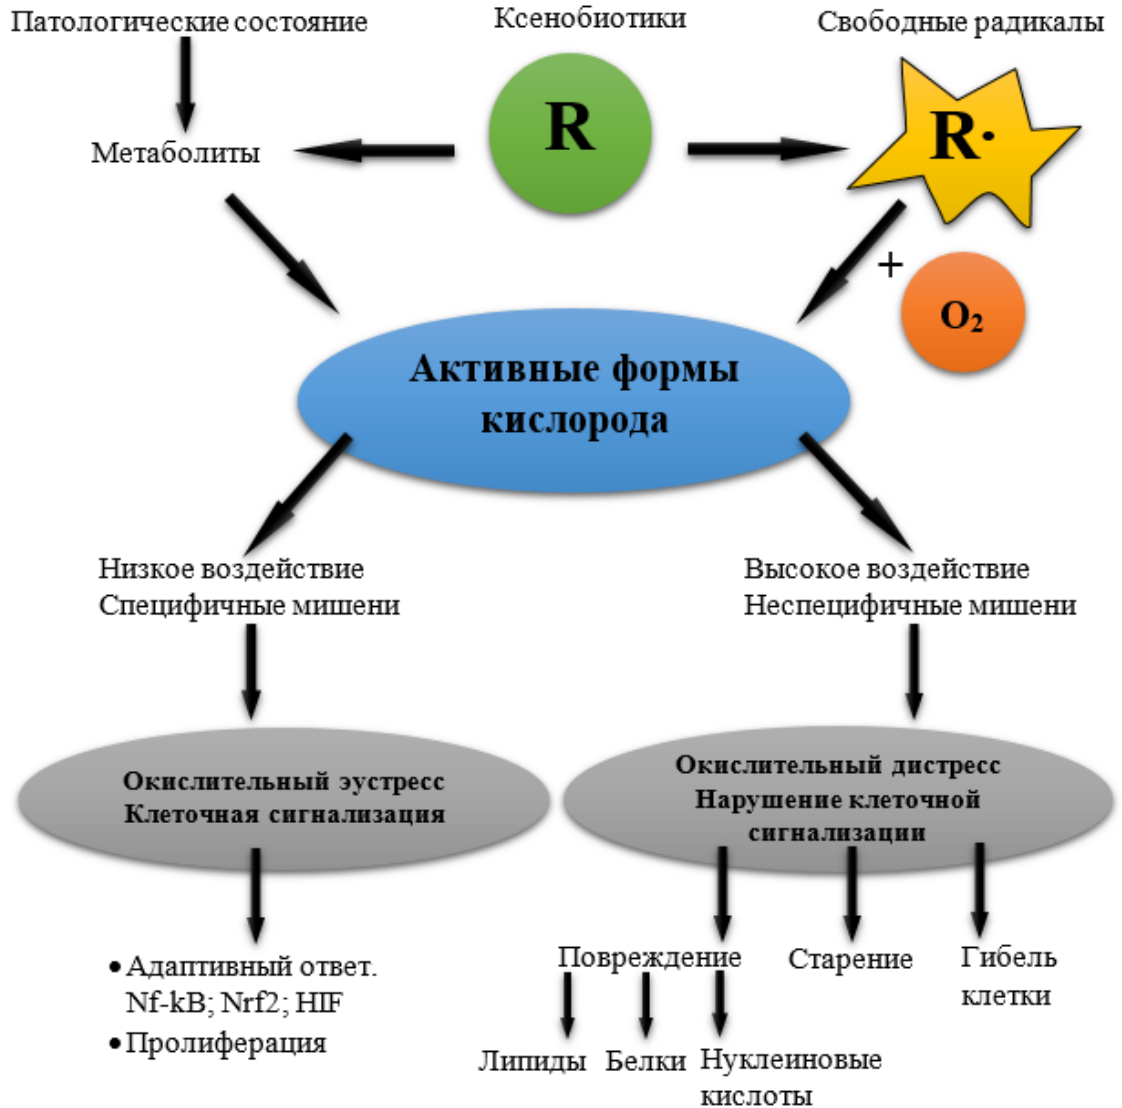 Патологические состояние
Ксенобиотики
Свободные радикалы
R
R·
Метаболиты
+
O₂
Активные формы
кислорода
Низкое воздействие
Специфичные мишени
Высокое воздействие
Неспецифичные мишени
Окислительный эустресс
Клеточная сигнализация
Окислительный дистресс
Нарушение клеточной
сигнализации
•Адаптивный ответ.
Nf-kB; Nrf2; HIF
•Пролиферация
Повреждение
Старение
Гибель
клетки
Липиды
Белки
Нуклеиновые
кислоты